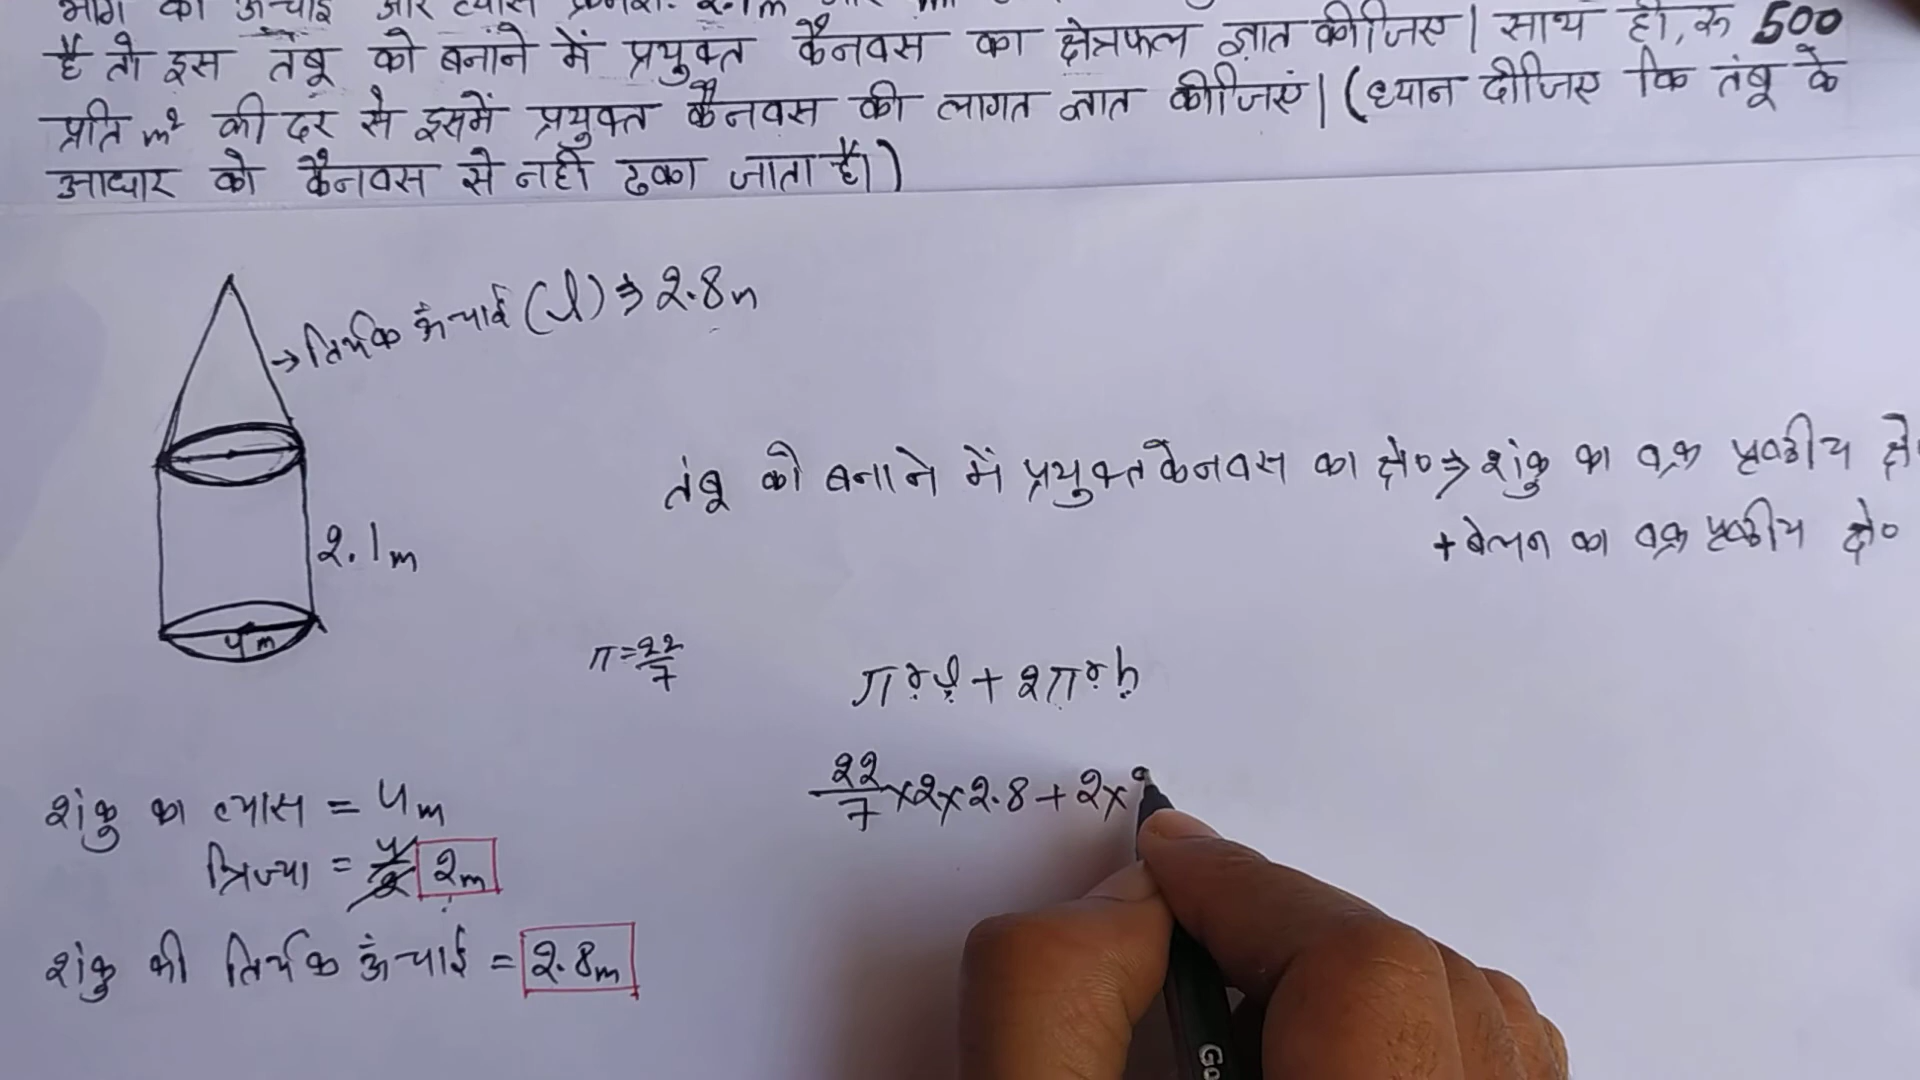 है तो इस तंबू को बनाने में प्रयुक्त कैनवस का क्षेत्रफल ज्ञात कीजिए। साथ ही, रु 500
प्रति m² की दर से इसमें प्रयुक्त कैनवस की लागत ज्ञात कीजिएं। (ध्यान दीजिए कि तंबू के
आधार को कैनवस से नहीं ढका जाता है।)
→ तिर्यक ऊंचाई (l) ⇒ 2.8m
तंबू को बनाने में प्रयुक्त कैनवस का क्षे० ⇒ शंकु का वक्र पृष्ठीय क्षे०
+ बेलन का वक्र पृष्ठीय क्षे०
2.1m
4m
π = 22/7
πrl + 2πrh
22/7 × 2 × 2.8 + 2 ×
शंकु का व्यास = 4m
त्रिज्या = 4/2 2m
शंकु की तिर्यक ऊंचाई = 2.8m